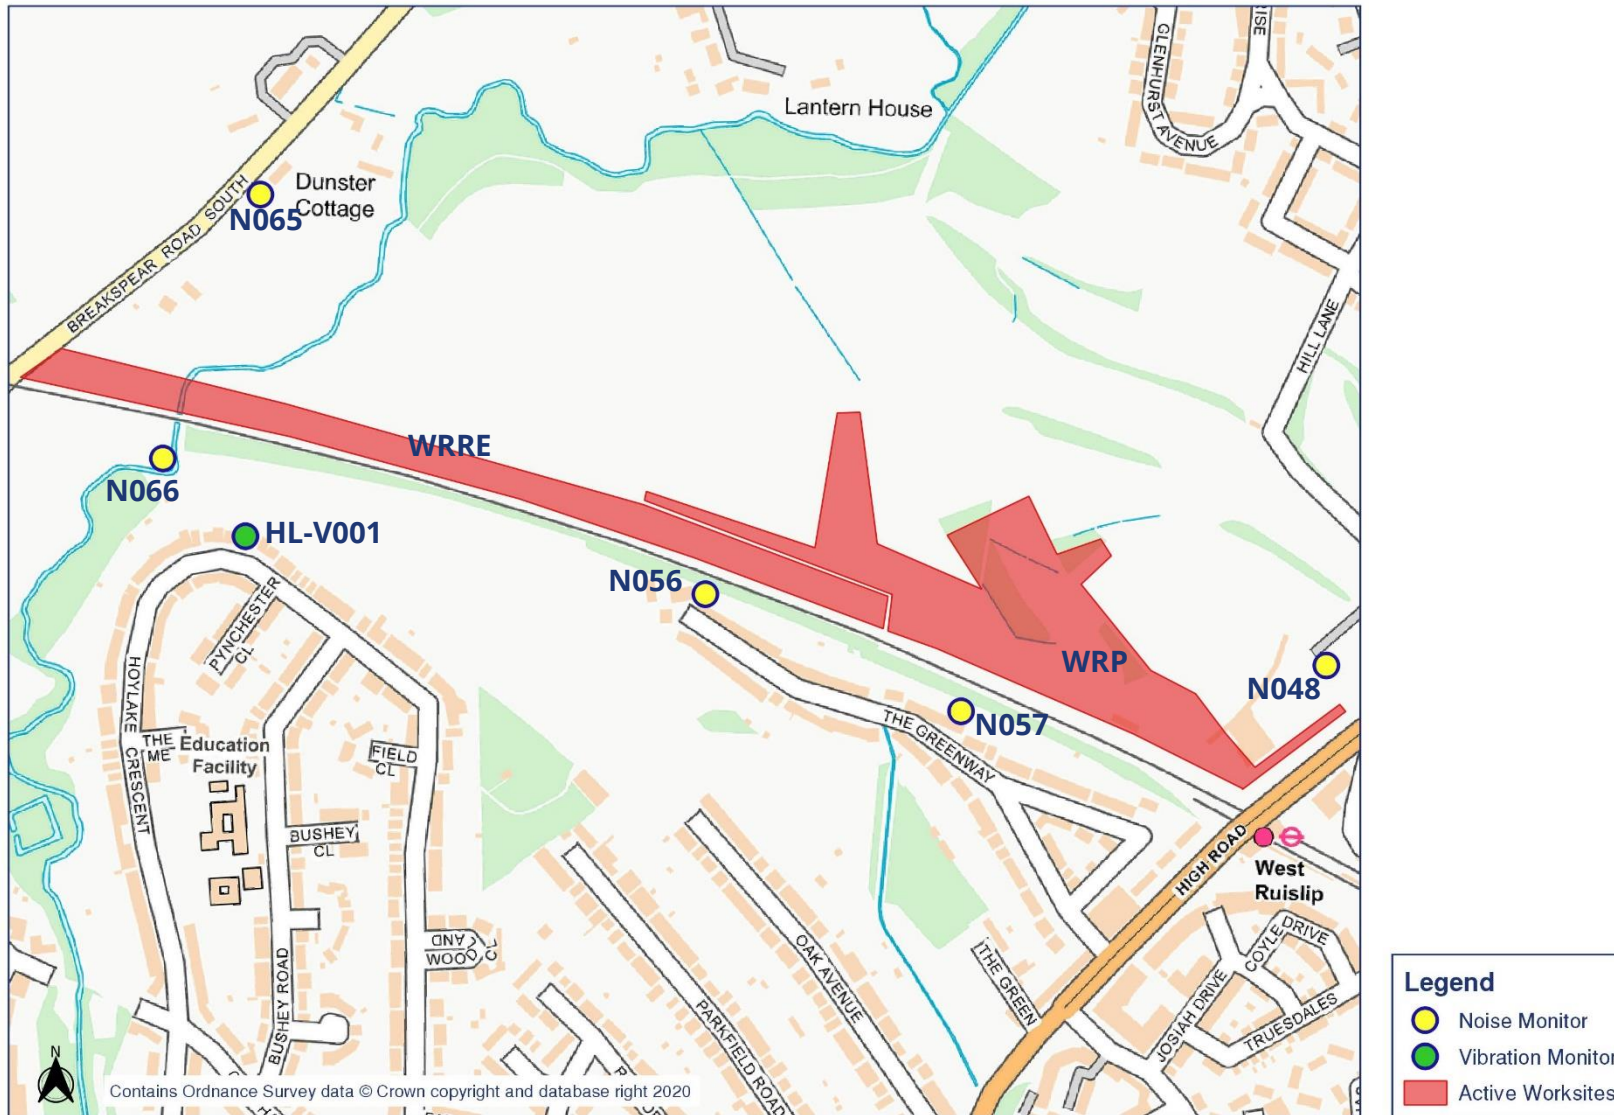 RISE
GLENHURST AVENUE
Lantern House
Dunster
Cottage
N065
BREAKSPEAR ROAD SOUTH
HILL LANE
WRRE
N066
HL-V001
N056
PYNCHESTER
CL
WRP
N048
N057
HOYLAKE CRESCENT
THE
ME
Education
Facility
FIELD
CL
THE GREENWAY
BUSHEY
CL
HIGH ROAD
West
Ruislip
BUSHEY ROAD
PARKFIELD ROAD
OAK AVENUE
THE GREEN
COYLE DRIVE
JOSIAH DRIVE
TRUESDALES
N
Contains Ordnance Survey data © Crown copyright and database right 2020
Legend
Noise Monitor
Vibration Monitor
Active Worksites